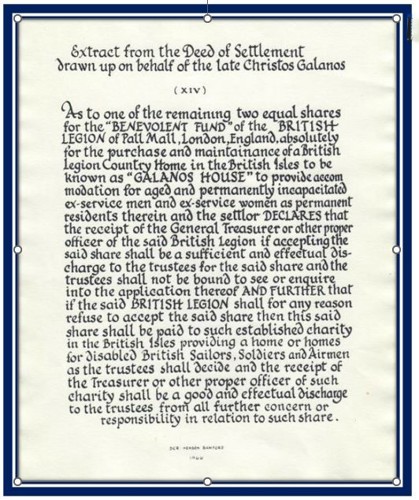 Extract from the Deed of Settlement
drawn up on behalf of the late Christos Galanos
(XIV)
As to one of the remaining two equal shares
for the "BENEVOLENT FUND" of the BRITISH
LEGION of Pall Mall, London, England, absolutely
for the purchase and maintainance of a British
Legion Country Home in the British Isles to be
known as "GALANOS HOUSE" to provide accom
modation for aged and permanently incapacitated
ex-service men and ex-service women as permanent
residents therein and the settlor DECLARES that
the receipt of the General Treasurer or other proper
officer of the said British Legion if accepting the
said share shall be a sufficient and effectual dis-
charge to the trustees for the said share and the
trustees shall not be bound to see or enquire
into the application thereof AND FURTHER that
if the said BRITISH LEGION shall for any reason
refuse to accept the said share then this said
share shall be paid to such established charity
in the British Isles providing a home or homes
for disabled British Sailors, Soldiers and Airmen
as the trustees shall decide and the receipt of
the Treasurer or other proper officer of such
charity shall be a good and effectual discharge
to the trustees from all further concern or
responsibility in relation to such share.